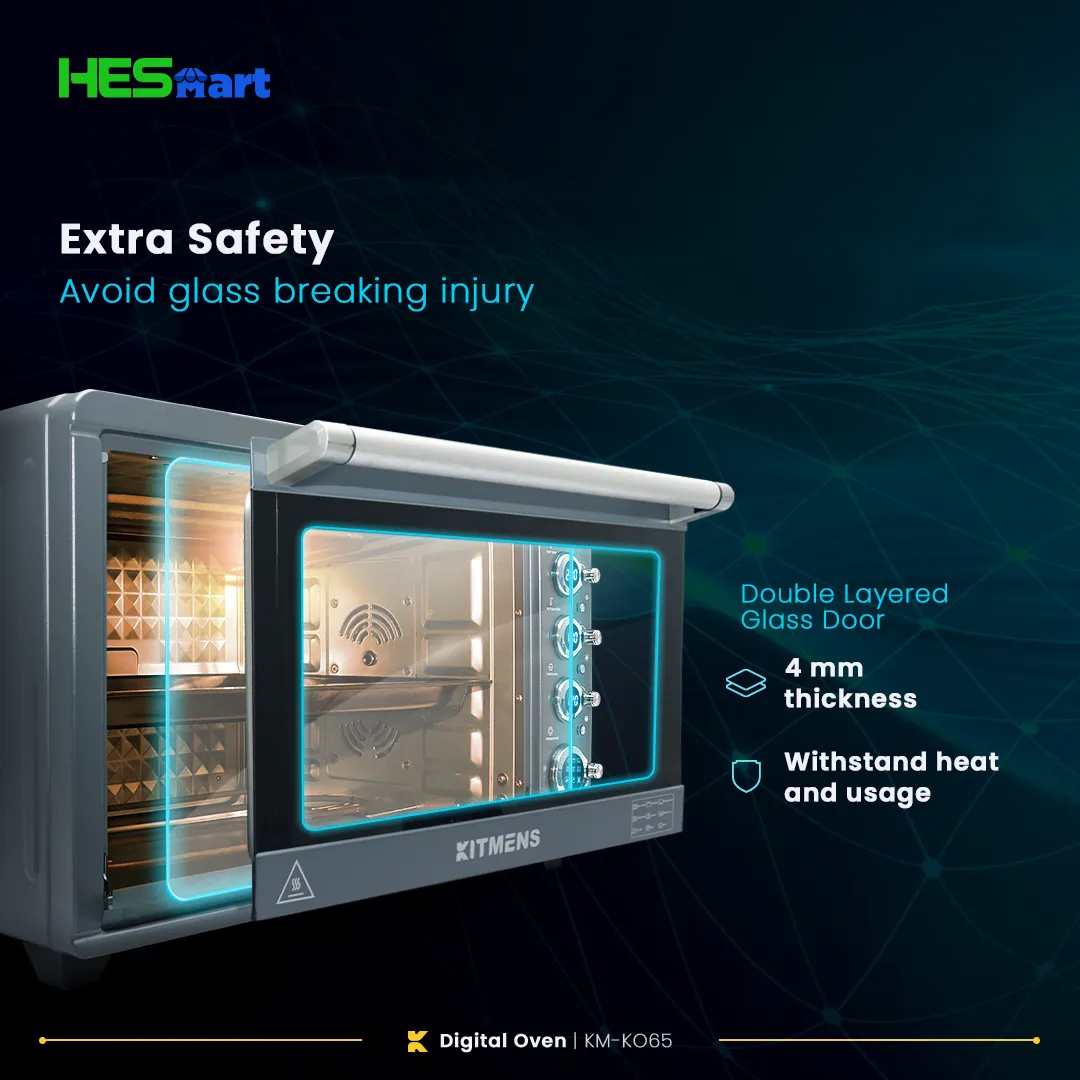 HESmart
Extra Safety
Avoid glass breaking injury
Double Layered
Glass Door
4 mm
thickness
Withstand heat
and usage
KITMENS
Digital Oven | KM-KO65